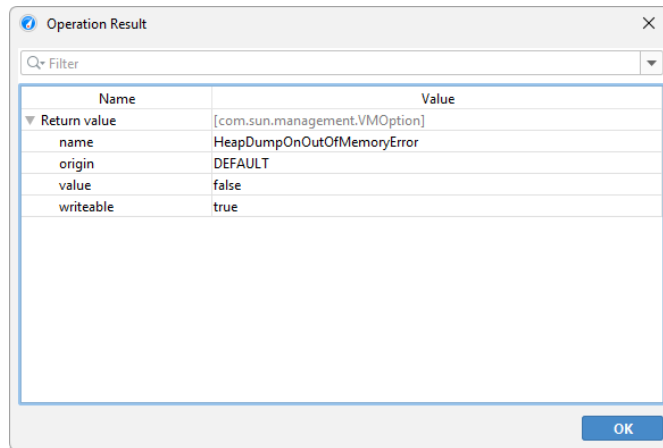 Operation Result
Filter
Name Value
Return value [com.sun.management.VMOption]
name HeapDumpOnOutOfMemoryError
origin DEFAULT
value false
writeable true
OK